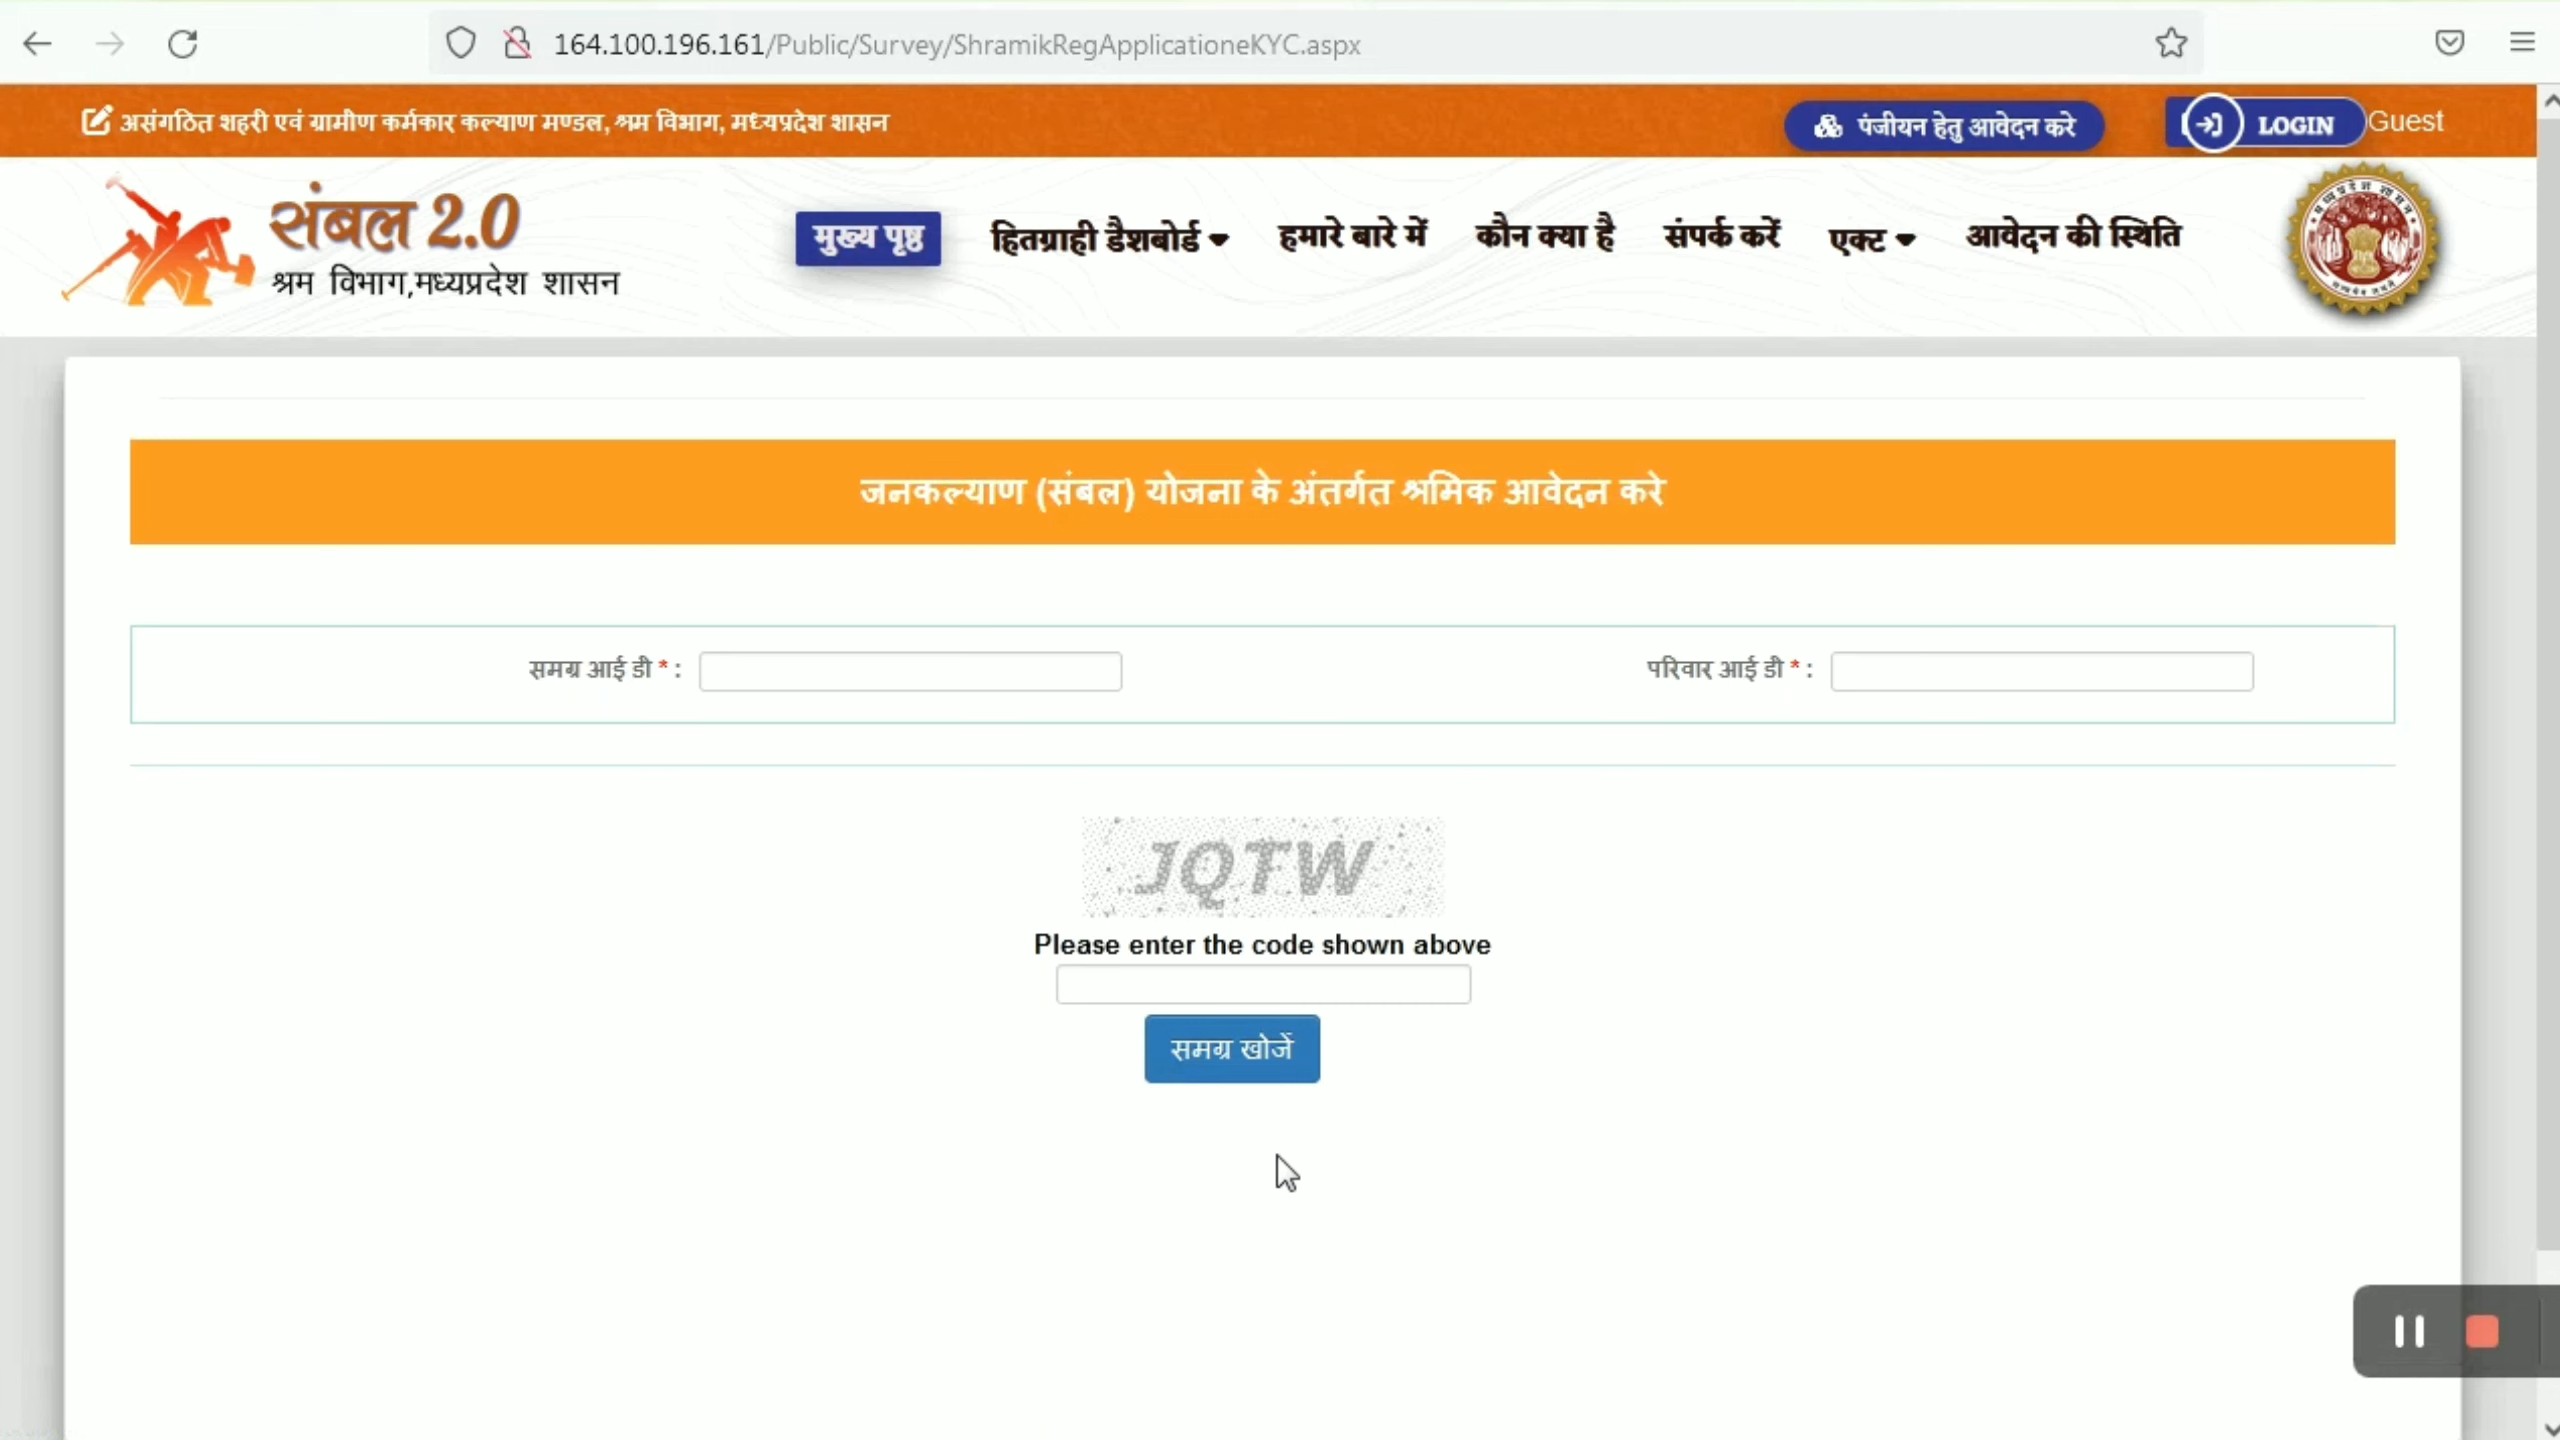 164.100.196.161/Public/Survey/ShramikRegApplicationeKYC.aspx
असंगठित शहरी एवं ग्रामीण कर्मकार कल्याण मण्डल, श्रम विभाग, मध्यप्रदेश शासन
पंजीयन हेतु आवेदन करे
LOGIN
Guest
संबल 2.0
श्रम विभाग,मध्यप्रदेश शासन
मुख्य पृष्ठ
हितग्राही डैशबोर्ड
हमारे बारे में
कौन क्या है
संपर्क करें
एक्ट
आवेदन की स्थिति
जनकल्याण (संबल) योजना के अंतर्गत श्रमिक आवेदन करे
समग्र आई डी * :
परिवार आई डी * :
JQTW
Please enter the code shown above
समग्र खोजें